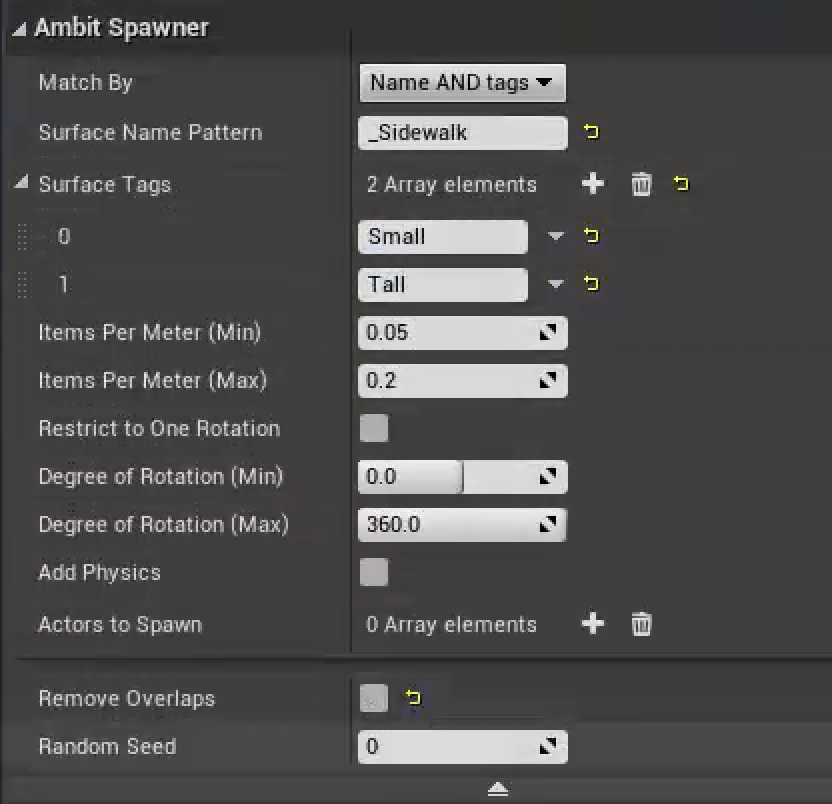 Ambit Spawner
Match By Name AND tags
Surface Name Pattern _Sidewalk
Surface Tags 2 Array elements
0 Small
1 Tall
Items Per Meter (Min) 0.05
Items Per Meter (Max) 0.2
Restrict to One Rotation
Degree of Rotation (Min) 0.0
Degree of Rotation (Max) 360.0
Add Physics
Actors to Spawn 0 Array elements
Remove Overlaps
Random Seed 0